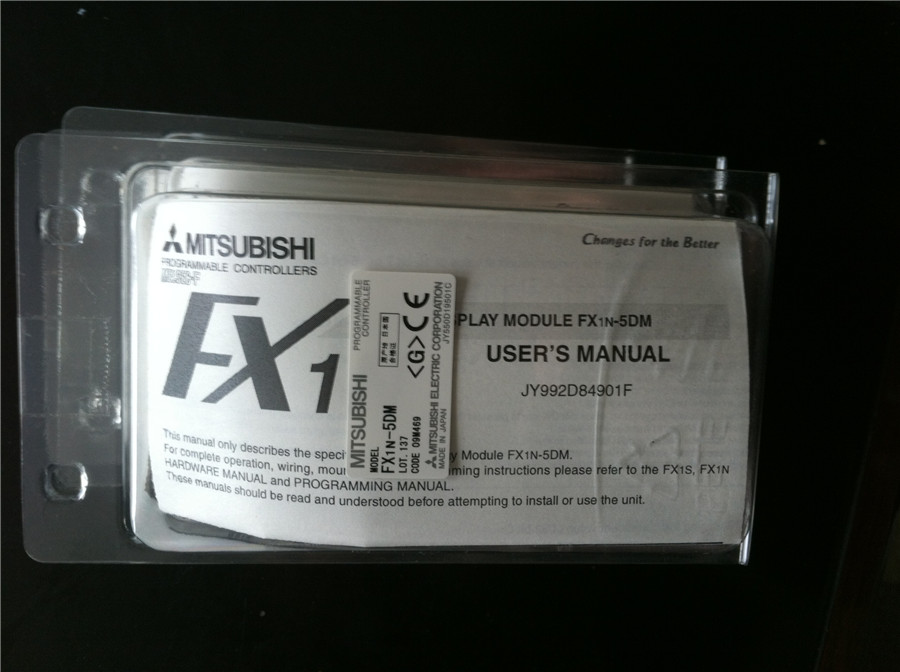 MITSUBISHI
PROGRAMMABLE CONTROLLERS
Changes for the Better
FX1
PLAY MODULE FX1N-5DM
USER'S MANUAL
JY992D84901F
This manual only describes the speci
y Module FX1N-5DM.
For complete operation, wiring, moun
ming instructions please refer to the FX1S, FX1N
HARDWARE MANUAL and PROGRAMMING MANUAL.
These manuals should be read and understood before attempting to install or use the unit.
MITSUBISHI
PROGRAMMABLE
CONTROLLER
MODEL
FX1N-5DM
LOT. 137
CODE 09M469
<G> CE
MITSUBISHI ELECTRIC CORPORATION
MADE IN JAPAN
JY550D19501C